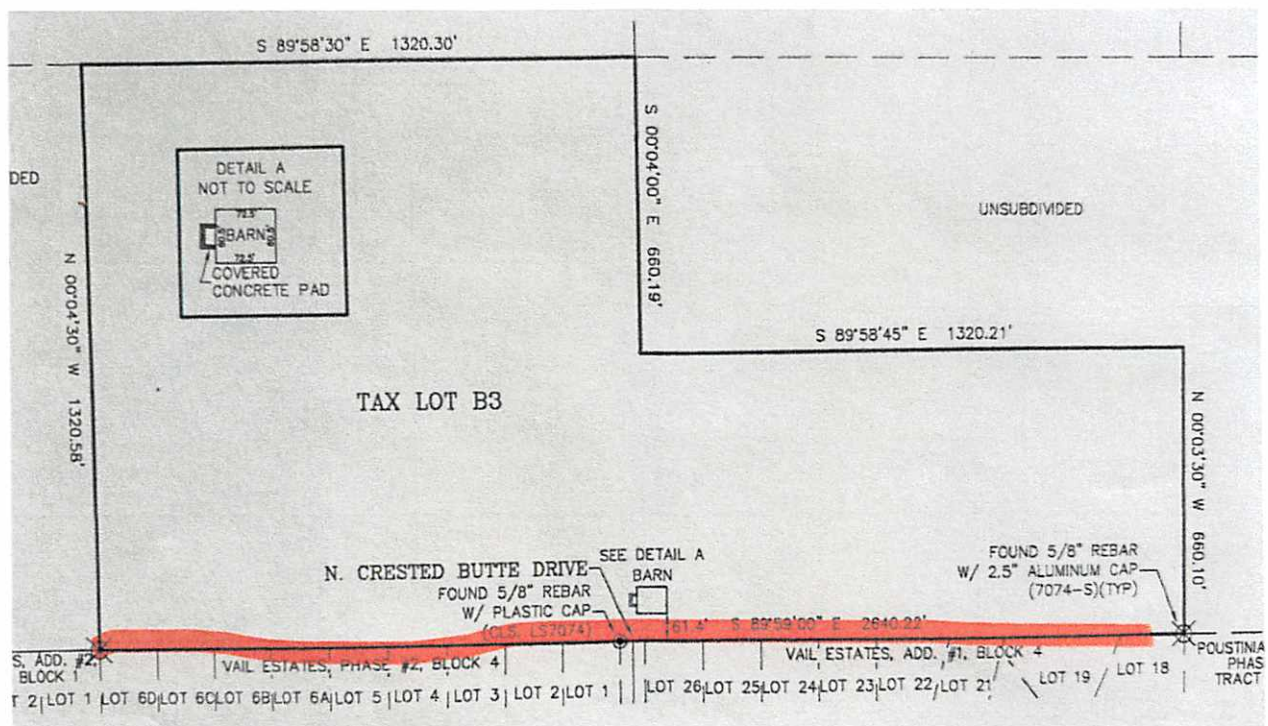 S 89°58'30" E 1320.30'
DED
DETAIL A
NOT TO SCALE
72.5'
BARN
72.5'
COVERED
CONCRETE PAD
S 00°04'00" E 660.19'
UNSUBDIVIDED
N 00°04'30" W 1320.58'
S 89°58'45" E 1320.21'
TAX LOT B3
N 00°03'30" W 660.10'
SEE DETAIL A
BARN
N. CRESTED BUTTE DRIVE
FOUND 5/8" REBAR
W/ PLASTIC CAP
(CLS, LS7074)
FOUND 5/8" REBAR
W/ 2.5" ALUMINUM CAP
(7074-S)(TYP)
61.4' S 89°59'00" E 2640.22'
S, ADD. #2,
BLOCK 1
VAIL ESTATES, PHASE #2, BLOCK 4
VAIL ESTATES, ADD. #1, BLOCK 4
POUSTINIA
PHAS
TRACT
T 2 LOT 1 LOT 6D LOT 6C LOT 6B LOT 6A LOT 5 LOT 4 LOT 3 LOT 2 LOT 1 LOT 26 LOT 25 LOT 24 LOT 23 LOT 22 LOT 21 LOT 19 LOT 18